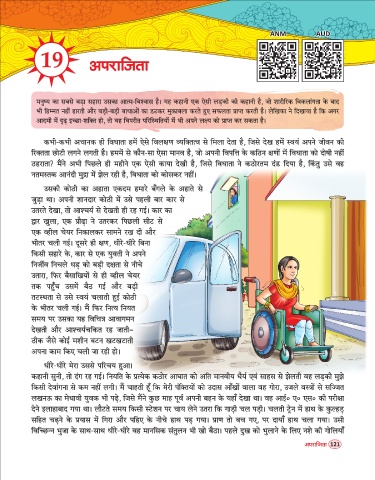 ANM
AUD
19
अपराजिता
मनुष्य का सबसे बड़ा सहारा उसका आत्म-विश्वास है। यह कहानी एक ऐसी लड़की की कहानी है, जो शारीरिक विकलांगता के बाद
भी हिम्मत नहीं हारती और बड़ी-बड़ी बाधाओं का डटकर मुकाबला करते हुए सफलता प्राप्त करती है। लेखिका ने दिखाया है कि अगर
आदमी में दृढ़ इच्छा-शक्ति हो, तो वह विपरीत परिस्थितियों में भी अपने लक्ष्य को प्राप्त कर सकता है।
कभी-कभी अचानक ही विधाता हमें ऐसे विलक्षण व्यक्तित्व से मिला देता है, जिसे देख हमें स्वयं अपने जीवन की
रिक्तता छोटी लगने लगती है। हममें से कौन-सा ऐसा मानव है, जो अपनी विपत्ति के कठिन क्षणों में विधाता को दोषी नहीं
ठहराता? मैंने अभी पिछले ही महीने एक ऐसी काया देखी है, जिसे विधाता ने कठोरतम दंड दिया है, किंतु उसे वह
नतमस्तक आनंदी मुद्रा में झेल रही है, विधाता को कोसकर नहीं।
उसकी कोठी का अहाता एकदम हमारे बँगले के अहाते से
जुड़ा था। अपनी शानदार कोठी में उसे पहली बार कार से
उतरते देखा, तो आश्चर्य से देखती ही रह गई। कार का
द्वार खुला, एक प्रौढ़ा ने उतरकर पिछली सीट से
एक व्हील चेयर निकालकर सामने रख दी और
भीतर चली गई। दूसरे ही क्षण, धीरे-धीरे बिना
किसी सहारे के, कार से एक युवती ने अपने
निर्जीव निचले धड़ को बड़ी दक्षता से नीचे
उतारा, फिर बैसाखियों से ही व्हील चेयर
तक पहुँच उसमें बैठ गई और बड़ी
तटस्थता से उसे स्वयं चलाती हुई कोठी
के भीतर चली गई। मैं फिर नित्य नियत
समय पर उसका यह विचित्र आवागमन
देखती और आश्चर्यचकित रह जाती-
ठीक जैसे कोई मशीन बटन खटखटाती
अपना काम किए चली जा रही हो।
धीरे-धीरे मेरा उससे परिचय हुआ।
कहानी सुनी, तो दंग रह गई। नियति के प्रत्येक कठोर आघात को अति मानवीय धैर्य एवं साहस से झेलती वह लड़की मुझे
किसी देवांगना से कम नहीं लगी। मैं चाहती हूँ कि मेरी पंक्तियों को उदास आँखों वाला वह गोरा, उजले वस्त्रों से सज्जित
लखनऊ का मेधावी युवक भी पढ़े, जिसे मैंने कुछ माह पूर्व अपनी बहन के यहाँ देखा था। वह आई० ए० एस० की परीक्षा
देने इलाहाबाद गया था। लौटते समय किसी स्टेशन पर चाय लेने उतरा कि गाड़ी चल पड़ी। चलती ट्रेन में हाथ के कुल्हड़
सहित चढ़ने के प्रयास में गिरा और पहिए के नीचे हाथ पड़ गया। प्राण तो बच गए, पर दायाँ हाथ चला गया। उसी
विच्छिन्न भुजा के साथ-साथ धीरे-धीरे वह मानसिक संतुलन भी खो बैठा। पहले दुख को भुलाने के लिए नशे की गोलियाँ
अपराजिता 121